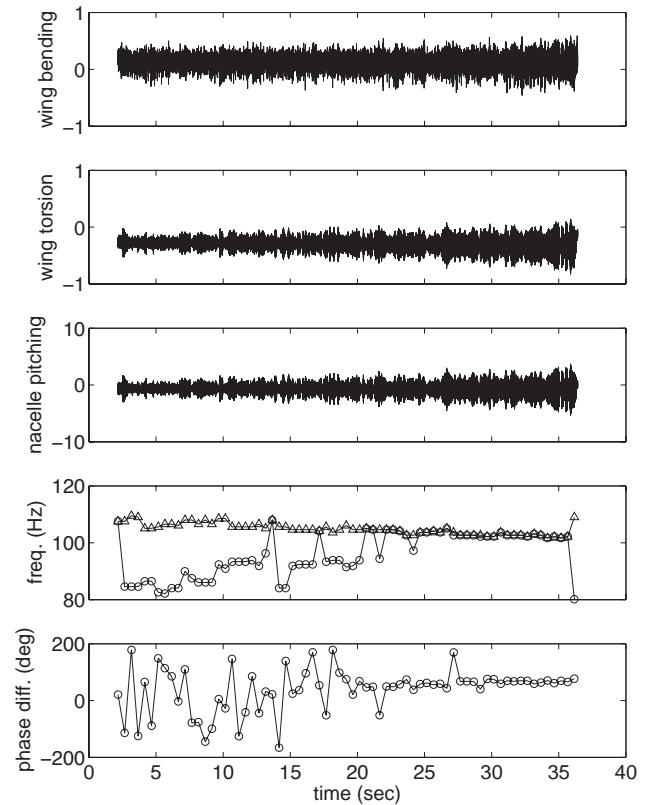 1
0
−1
wing bending
1
0
−1
wing torsion
10
0
−10
nacelle pitching
120
100
80
freq. (Hz)
200
0
−200
phase diff. (deg)
0 5 10 15 20 25 30 35 40
time (sec)